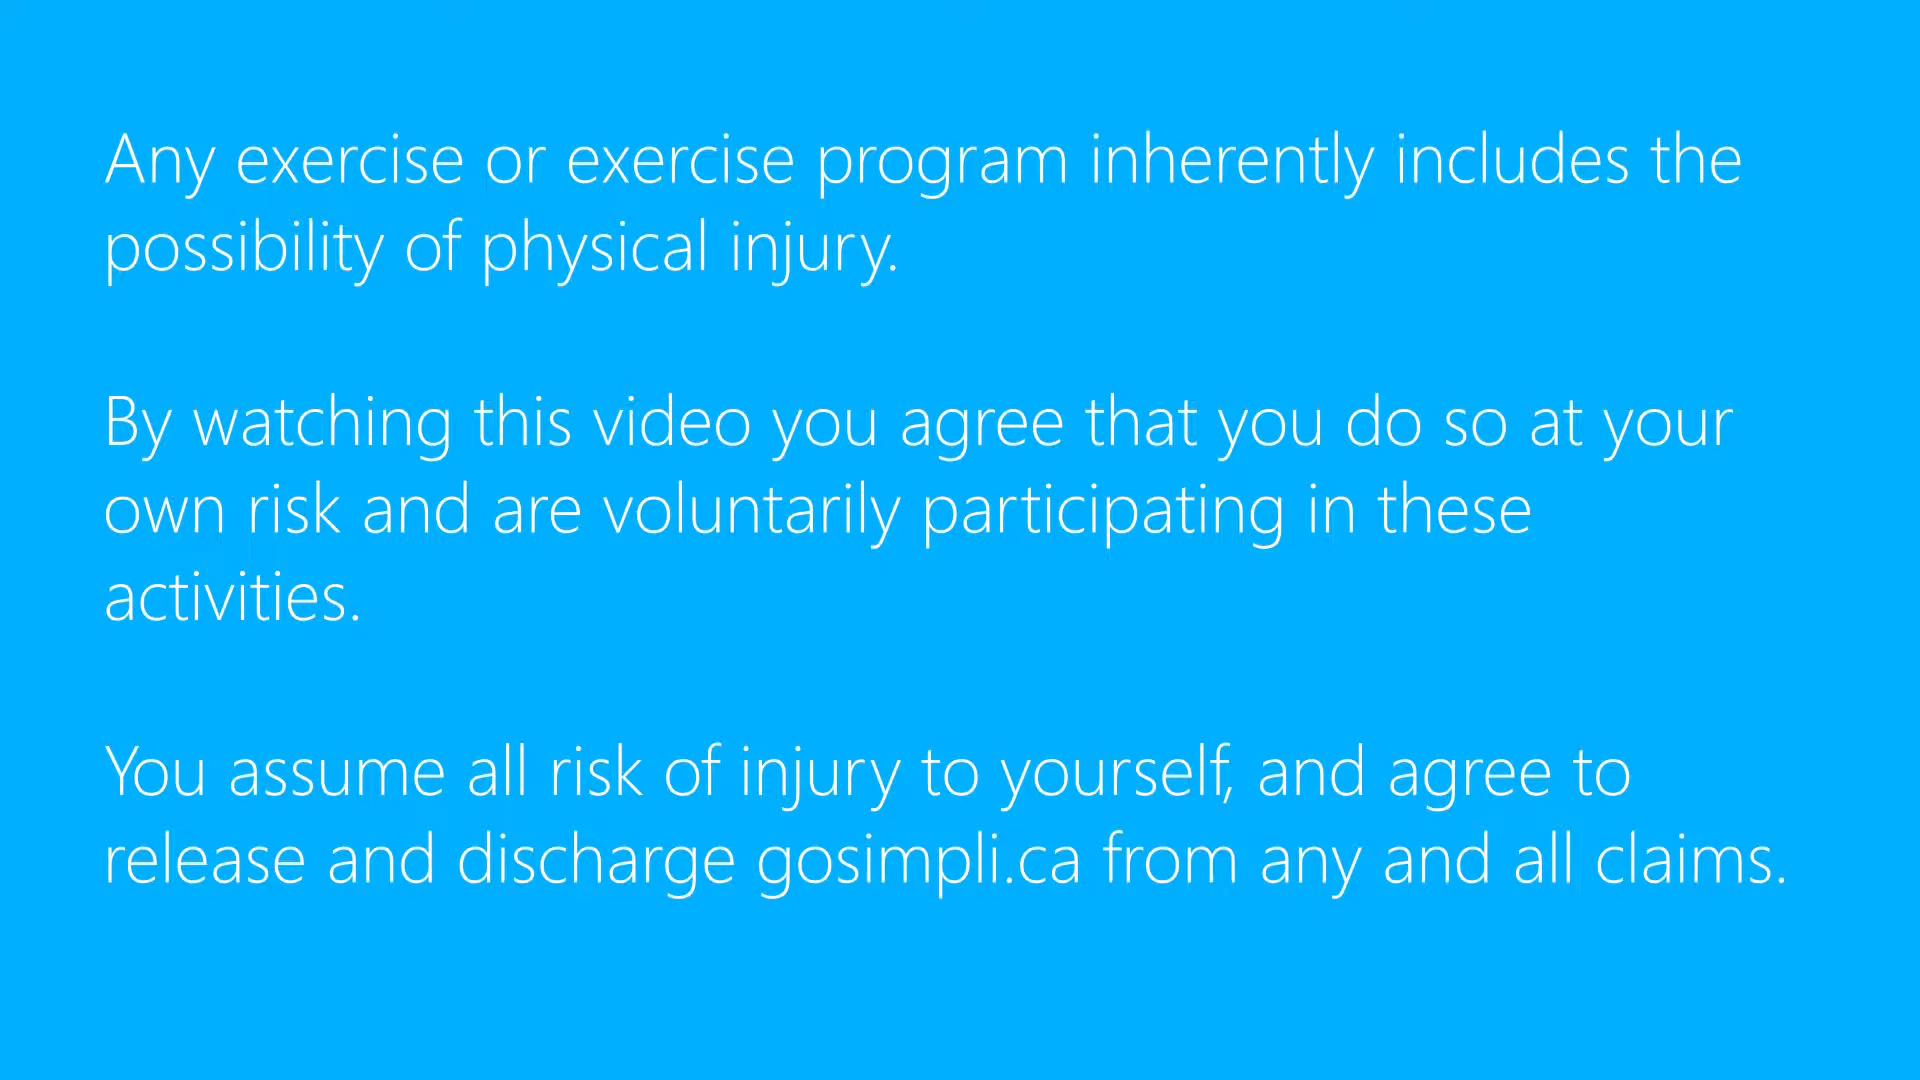 Any exercise or exercise program inherently includes the
possibility of physical injury.
By watching this video you agree that you do so at your
own risk and are voluntarily participating in these
activities.
You assume all risk of injury to yourself, and agree to
release and discharge gosimpli.ca from any and all claims.